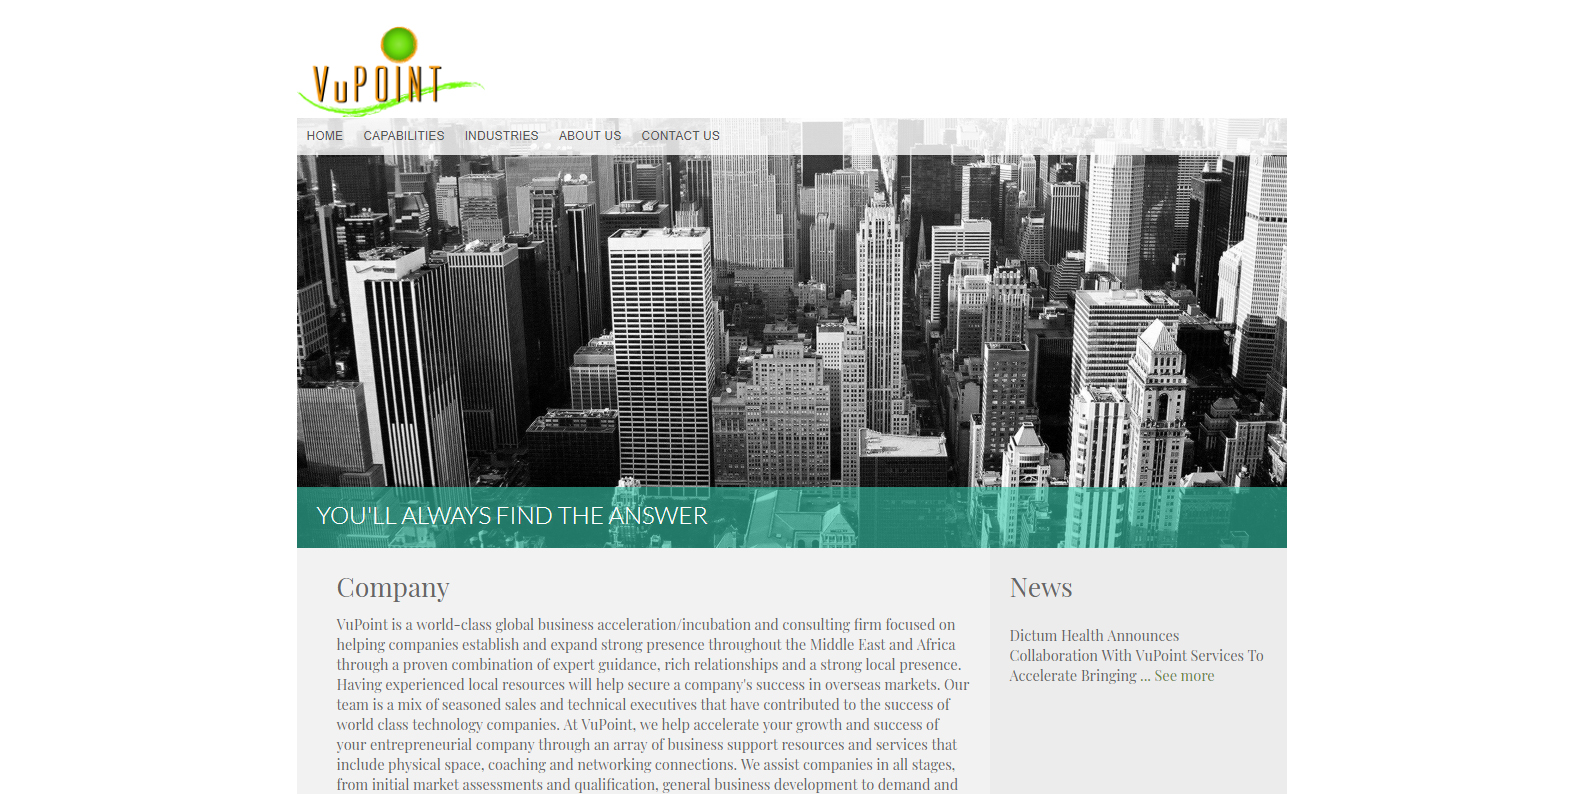 VuPOINT
HOME CAPABILITIES INDUSTRIES ABOUT US CONTACT US
YOU'LL ALWAYS FIND THE ANSWER
Company
VuPoint is a world-class global business acceleration/incubation and consulting firm focused on
helping companies establish and expand strong presence throughout the Middle East and Africa
through a proven combination of expert guidance, rich relationships and a strong local presence.
Having experienced local resources will help secure a company's success in overseas markets. Our
team is a mix of seasoned sales and technical executives that have contributed to the success of
world class technology companies. At VuPoint, we help accelerate your growth and success of
your entrepreneurial company through an array of business support resources and services that
include physical space, coaching and networking connections. We assist companies in all stages,
from initial market assessments and qualification, general business development to demand and
News
Dictum Health Announces
Collaboration With VuPoint Services To
Accelerate Bringing ... See more